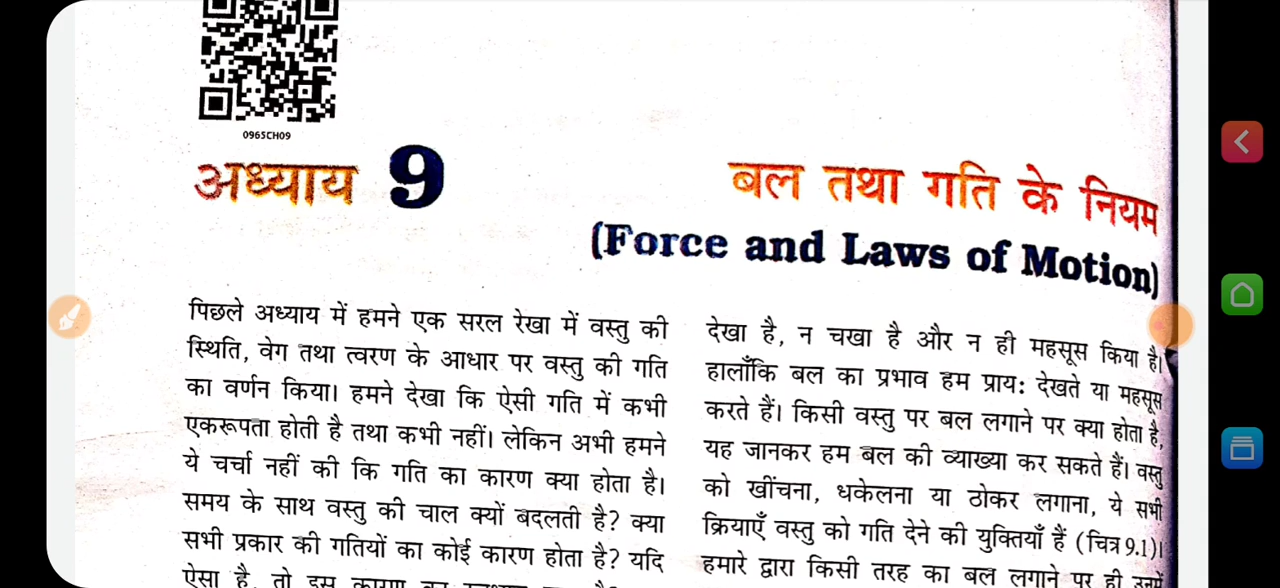 0965CH09
अध्याय 9
बल तथा गति के नियम
(Force and Laws of Motion)
पिछले अध्याय में हमने एक सरल रेखा में वस्तु की
स्थिति, वेग तथा त्वरण के आधार पर वस्तु की गति
का वर्णन किया। हमने देखा कि ऐसी गति में कभी
एकरूपता होती है तथा कभी नहीं। लेकिन अभी हमने
ये चर्चा नहीं की कि गति का कारण क्या होता है।
समय के साथ वस्तु की चाल क्यों बदलती है? क्या
सभी प्रकार की गतियों का कोई कारण होता है? यदि
ऐसा है, तो इस कारण
देखा है, न चखा है और न ही महसूस किया है।
हालाँकि बल का प्रभाव हम प्राय: देखते या महसूस
करते हैं। किसी वस्तु पर बल लगाने पर क्या होता है,
यह जानकर हम बल की व्याख्या कर सकते हैं। वस्तु
को खींचना, धकेलना या ठोकर लगाना, ये सभी
क्रियाएँ वस्तु को गति देने की युक्तियाँ हैं (चित्र 9.1)।
हमारे द्वारा किसी तरह का बल लगाने पर ही उनमें